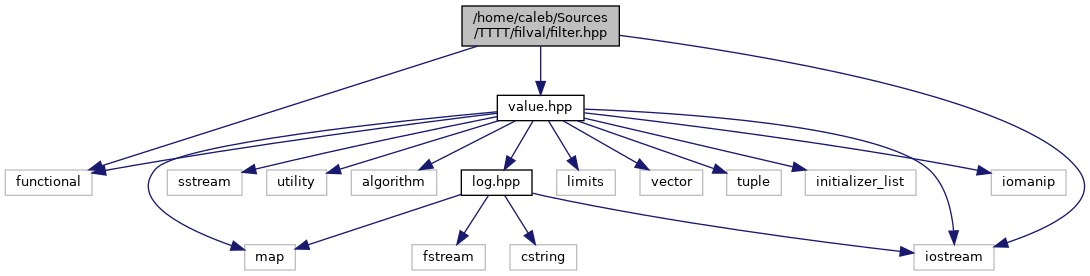 /home/caleb/Sources
/TTTT/filval/filter.hpp
value.hpp
functional
sstream
utility
algorithm
log.hpp
limits
vector
tuple
initializer_list
iomanip
map
fstream
cstring
iostream